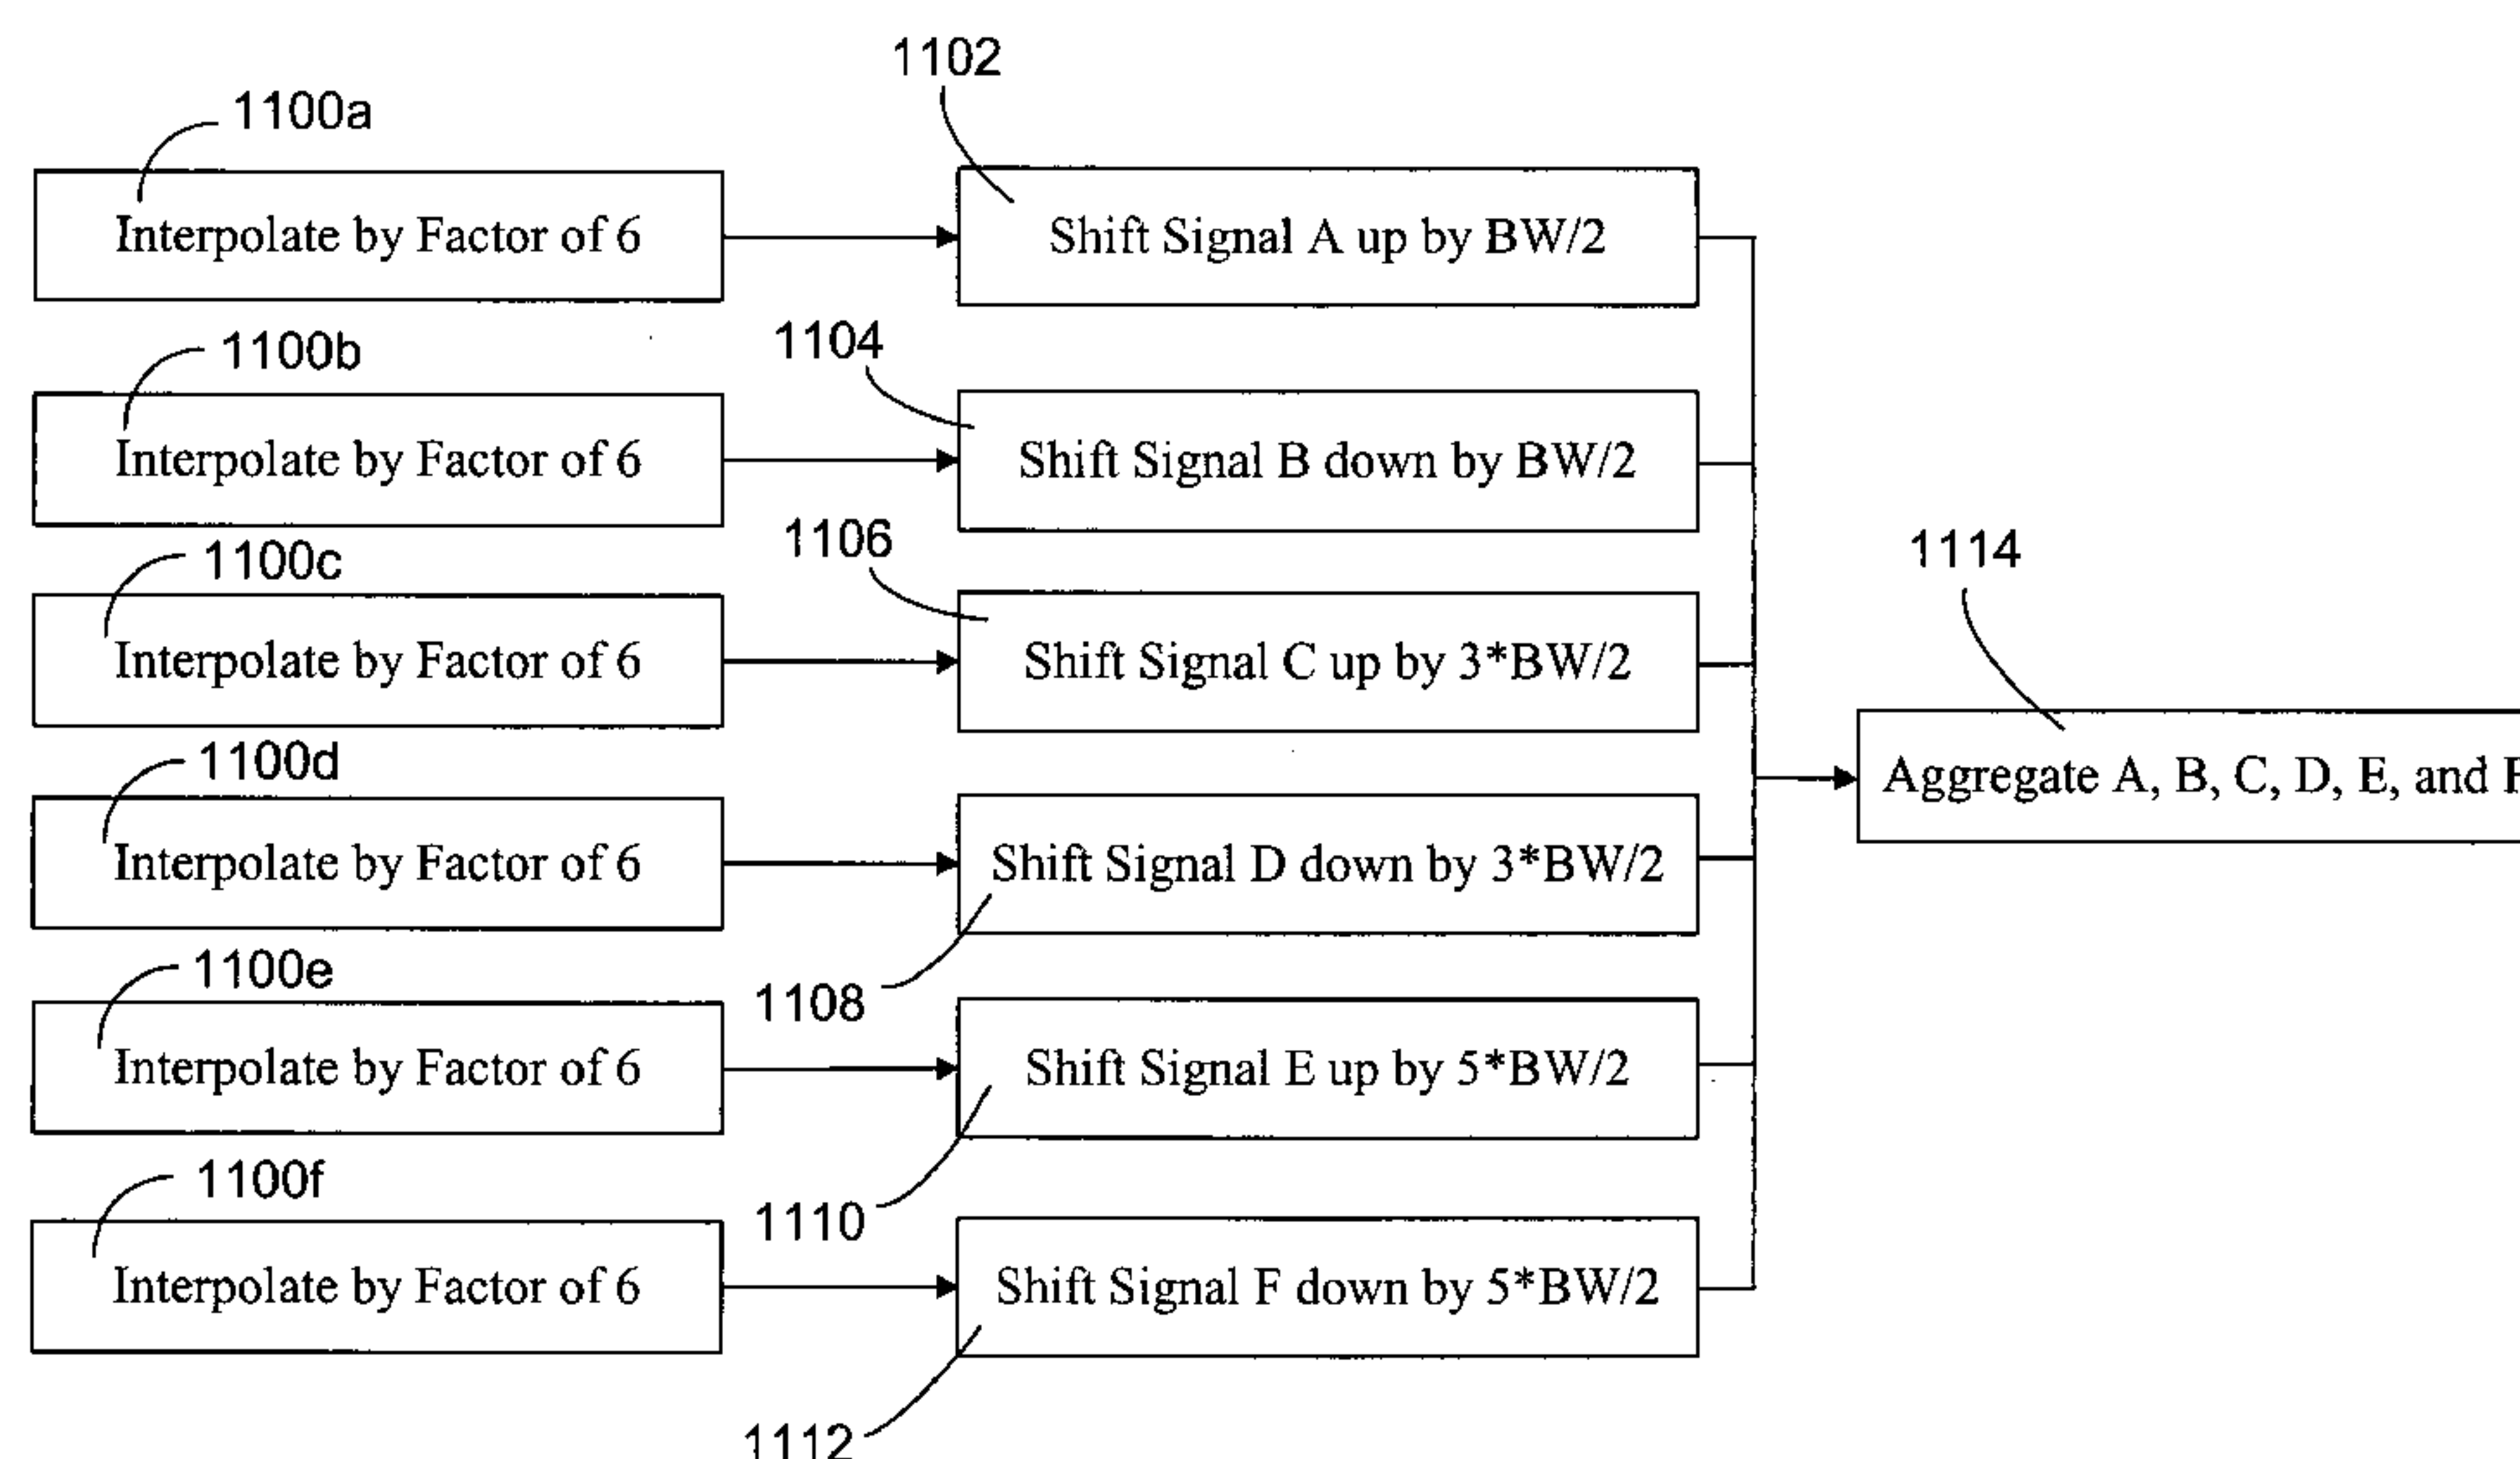 1102
1100a
Interpolate by Factor of 6
Shift Signal A up by BW/2
1100b
1104
Interpolate by Factor of 6
Shift Signal B down by BW/2
1100c
1106
Interpolate by Factor of 6
Shift Signal C up by 3*BW/2
1114
Aggregate A, B, C, D, E, and F
1100d
Interpolate by Factor of 6
Shift Signal D down by 3*BW/2
1100e
1108
Interpolate by Factor of 6
Shift Signal E up by 5*BW/2
1100f
1110
Interpolate by Factor of 6
Shift Signal F down by 5*BW/2
1112